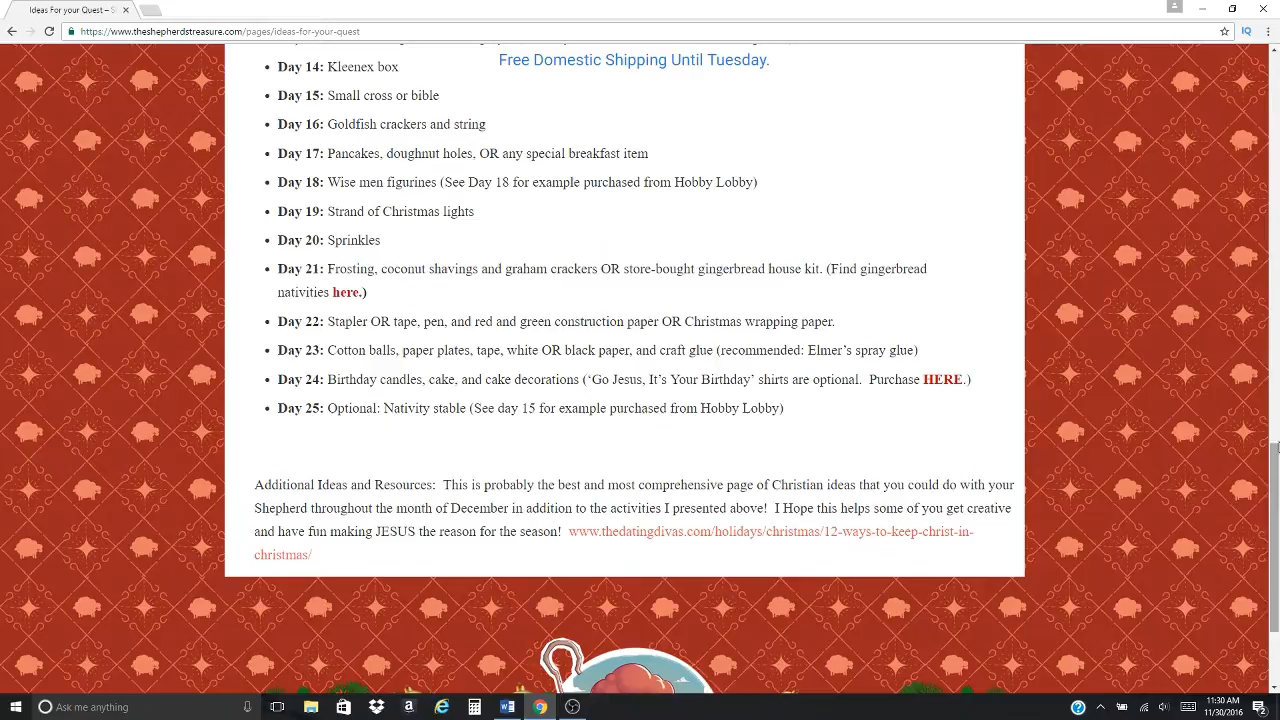 Ideas For your Quest – S
https://www.theshepherdstreasure.com/pages/ideas-for-your-quest
IQ
Free Domestic Shipping Until Tuesday.
• Day 14: Kleenex box
• Day 15: Small cross or bible
• Day 16: Goldfish crackers and string
• Day 17: Pancakes, doughnut holes, OR any special breakfast item
• Day 18: Wise men figurines (See Day 18 for example purchased from Hobby Lobby)
• Day 19: Strand of Christmas lights
• Day 20: Sprinkles
• Day 21: Frosting, coconut shavings and graham crackers OR store-bought gingerbread house kit. (Find gingerbread
nativities here.)
• Day 22: Stapler OR tape, pen, and red and green construction paper OR Christmas wrapping paper.
• Day 23: Cotton balls, paper plates, tape, white OR black paper, and craft glue (recommended: Elmer’s spray glue)
• Day 24: Birthday candles, cake, and cake decorations (‘Go Jesus, It’s Your Birthday’ shirts are optional.  Purchase HERE.)
• Day 25: Optional: Nativity stable (See day 15 for example purchased from Hobby Lobby)
Additional Ideas and Resources:  This is probably the best and most comprehensive page of Christian ideas that you could do with your
Shepherd throughout the month of December in addition to the activities I presented above!  I Hope this helps some of you get creative
and have fun making JESUS the reason for the season!  www.thedatingdivas.com/holidays/christmas/12-ways-to-keep-christ-in-
christmas/
Ask me anything
11:30 AM
11/30/2016